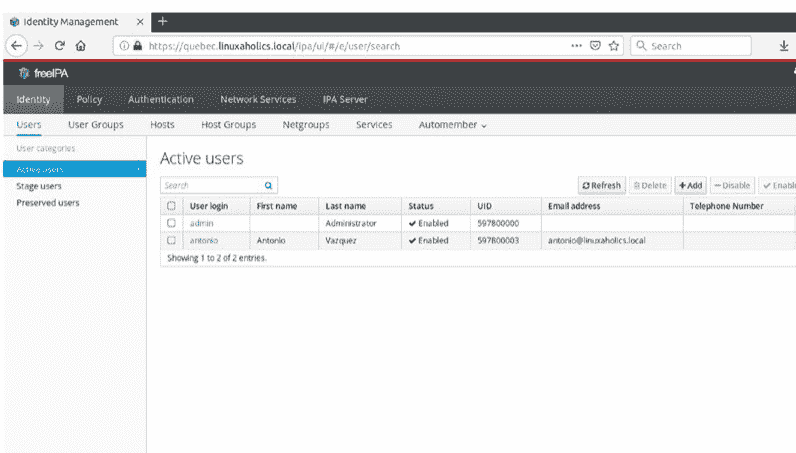 Identity Management ×  +
https://quebec.linuxaholics.local/ipa/ui/#/e/user/search  Search
freeIPA
Identity  Policy  Authentication  Network Services  IPA Server
Users  User Groups  Hosts  Host Groups  Netgroups  Services  Automember
User categories
Active users
Stage users
Preserved users
Active users
Search  Refresh  Delete  +Add  −Disable  ✓ Enabl
User login  First name  Last name  Status  UID  Email address  Telephone Number
admin  Administrator  ✓ Enabled  597800000
antonio  Antonio  Vazquez  ✓ Enabled  597800003  antonio@linuxaholics.local
Showing 1 to 2 of 2 entries.